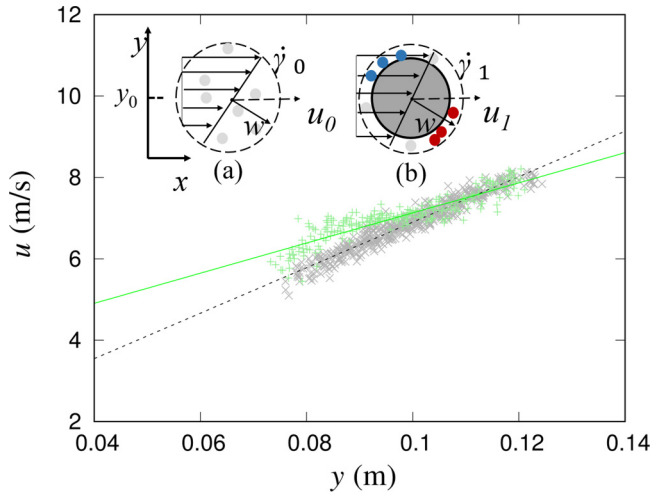 12
10
8
6
4
2
u (m/s)
0.04
0.06
0.08
0.1
0.12
0.14
y (m)
y
y₀
x
γ̇ ₀
u₀
w
(a)
γ̇ ₁
u₁
w
(b)